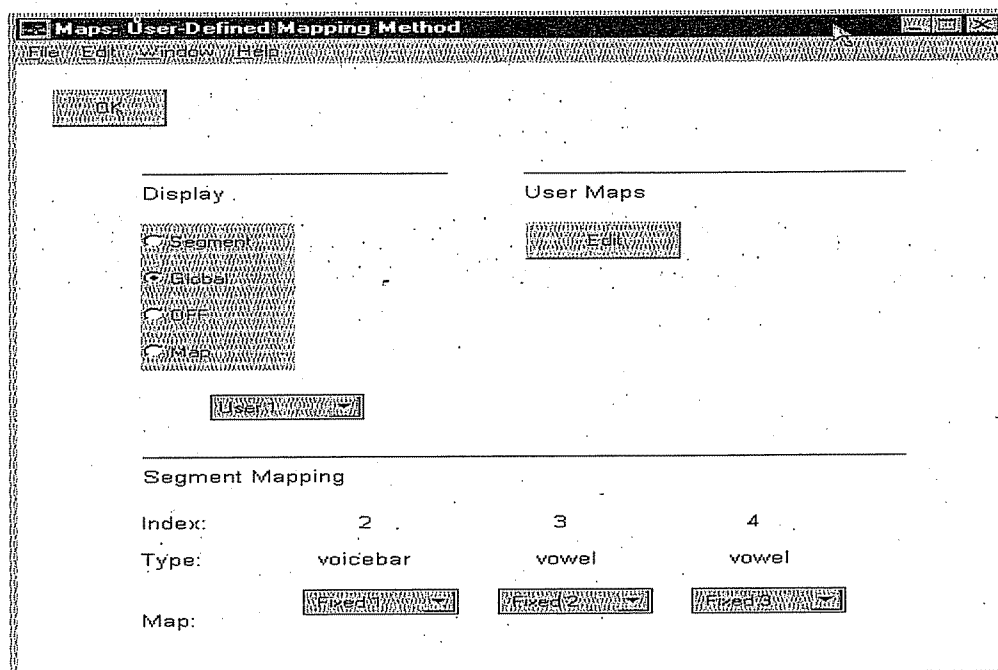 Maps: User-Defined Mapping Method
File Edit Window Help
OK
Display
User Maps
Segment
Edit
Global
OFF
Map
User 1
Segment Mapping
Index: 2 3 4
Type: voicebar vowel vowel
Map: Fixed 1 Fixed 2 Fixed 3